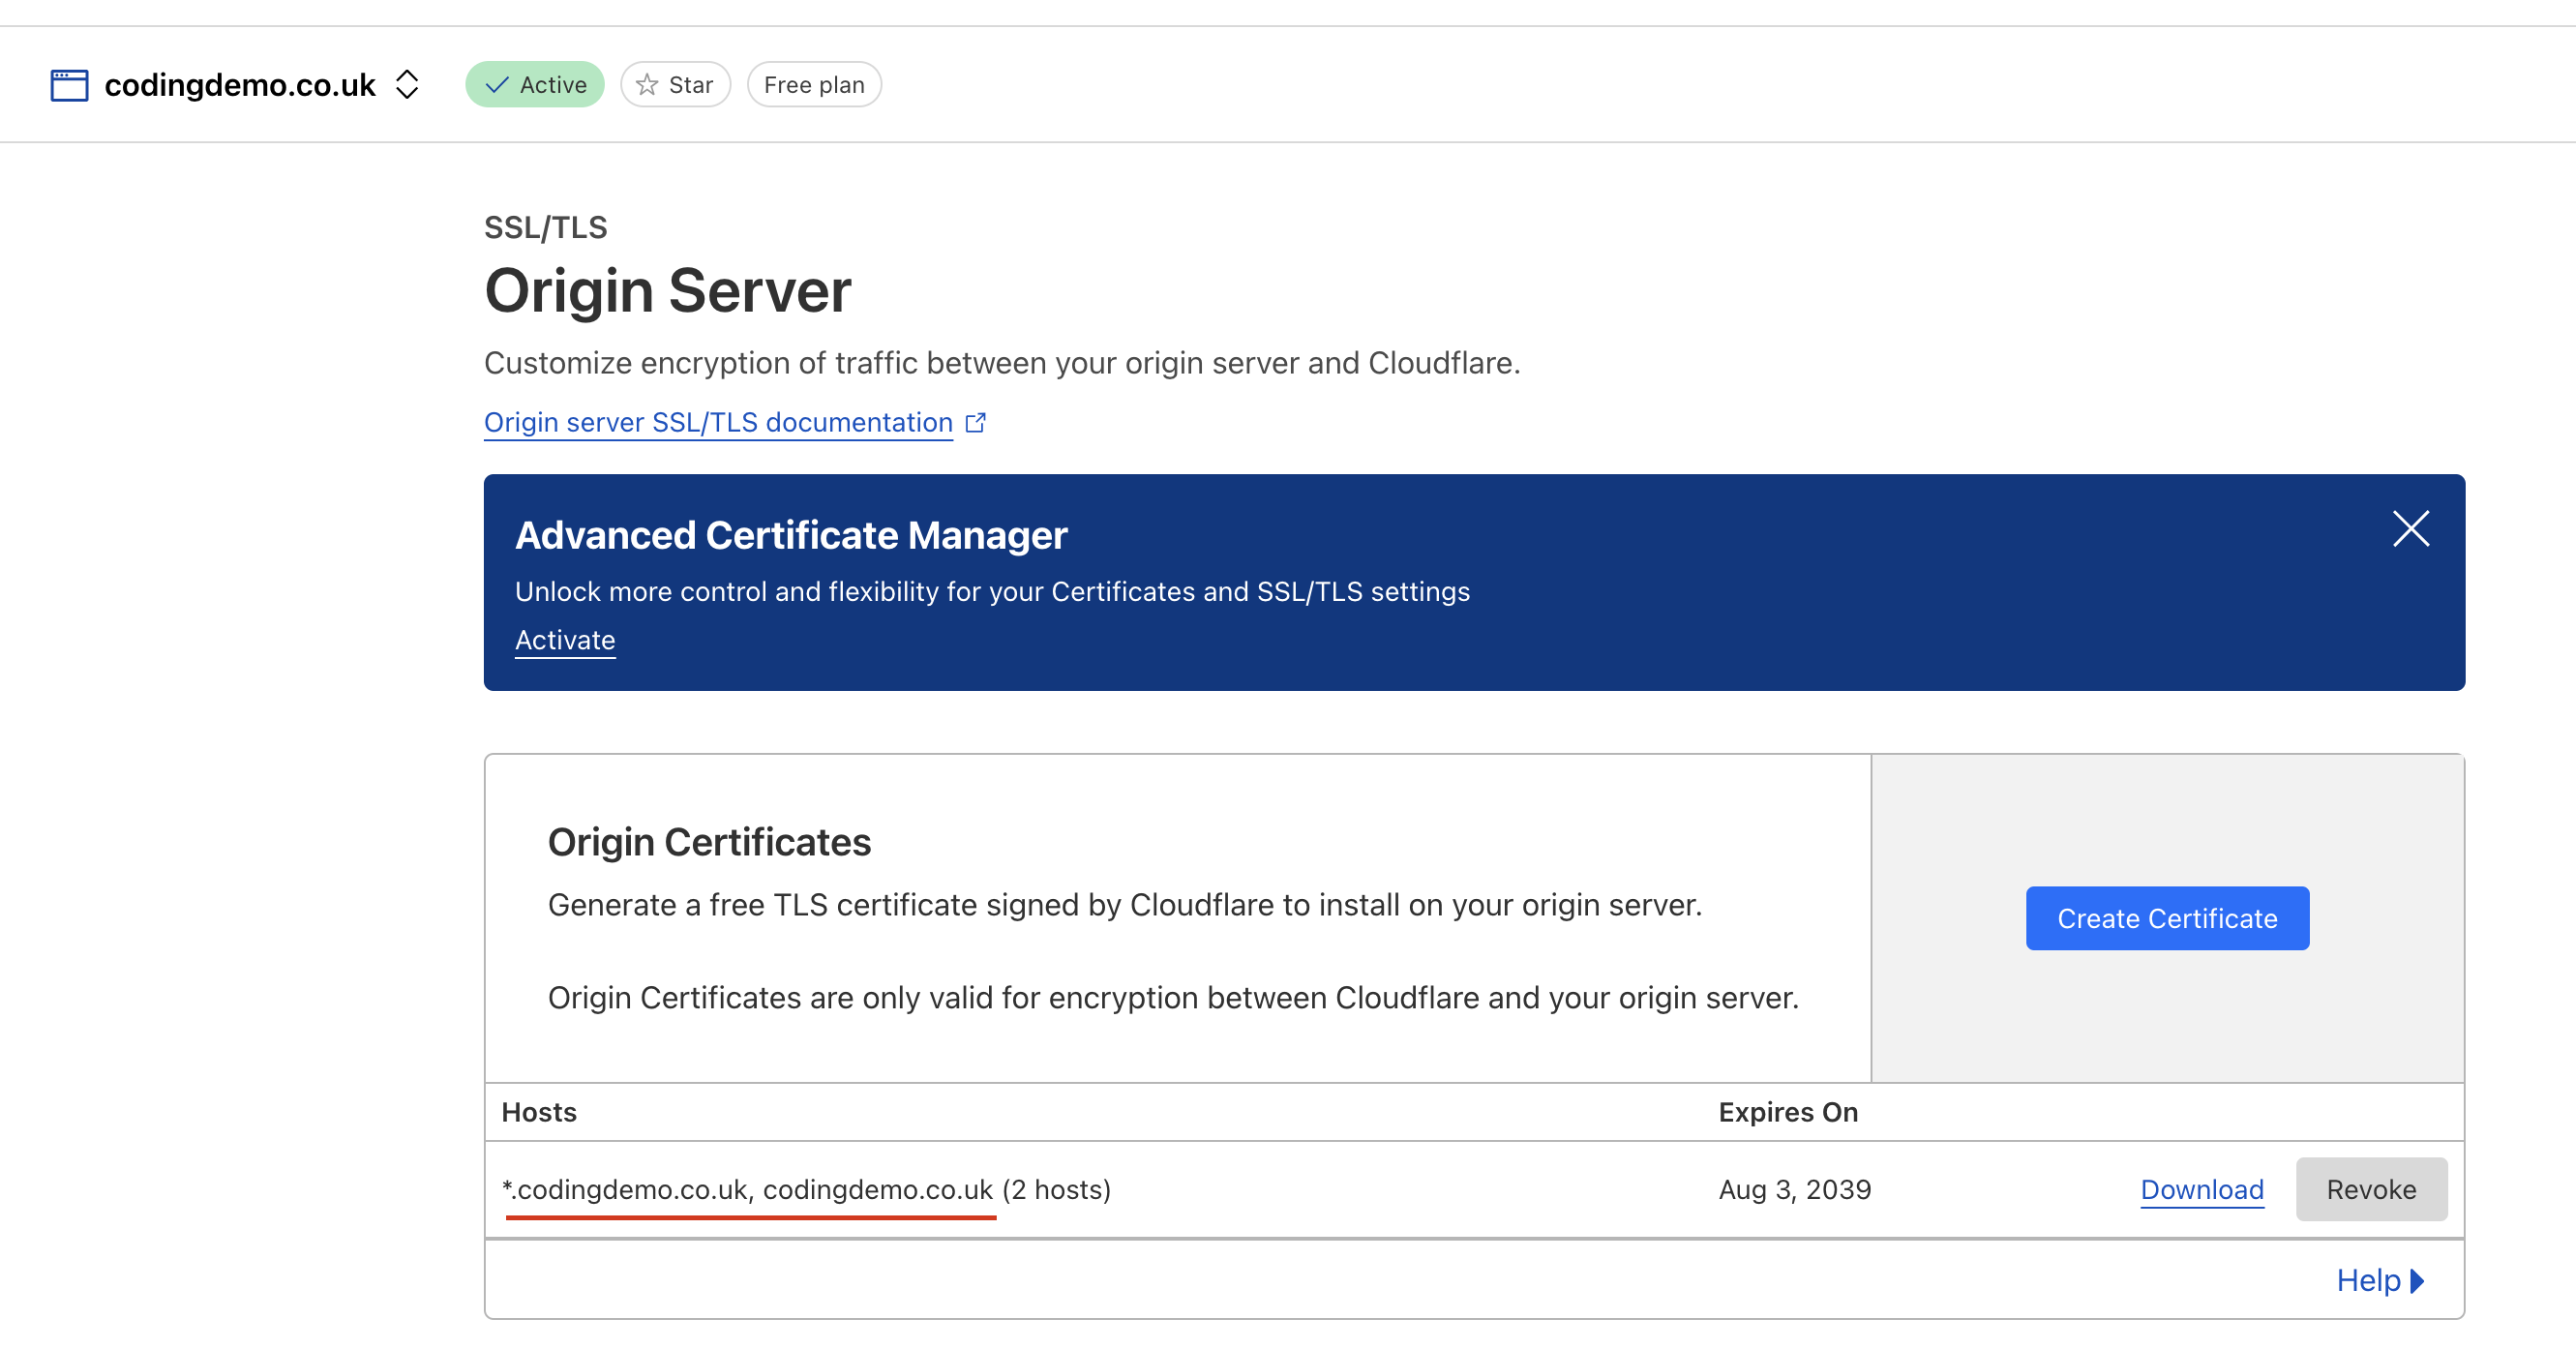 codingdemo.co.uk Active Star Free plan
SSL/TLS
Origin Server
Customize encryption of traffic between your origin server and Cloudflare.
Origin server SSL/TLS documentation
Advanced Certificate Manager
Unlock more control and flexibility for your Certificates and SSL/TLS settings
Activate
Origin Certificates
Generate a free TLS certificate signed by Cloudflare to install on your origin server.
Origin Certificates are only valid for encryption between Cloudflare and your origin server.
Create Certificate
Hosts Expires On
*.codingdemo.co.uk, codingdemo.co.uk (2 hosts) Aug 3, 2039 Download Revoke
Help